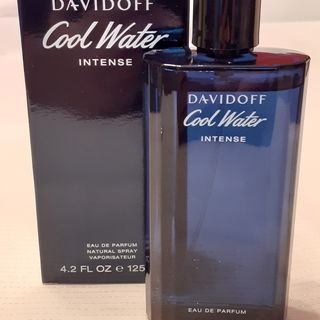 DAVIDOFF
Cool Water
INTENSE
EAU DE PARFUM
NATURAL SPRAY
VAPORISATEUR
4.2 FL OZ e 125
DAVIDOFF
Cool Water
INTENSE
EAU DE PARFUM